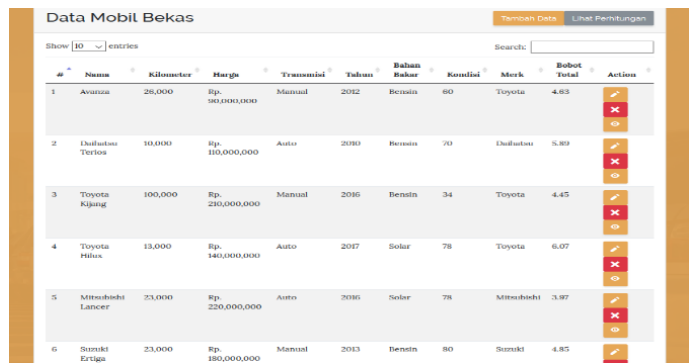 Data Mobil Bekas
Tambah Data Lihat Perhitungan
Show 10 entries Search:
# Nama Kilometer Harga Transmisi Tahun Bahan Bakar Kondisi Merk Bobot Total Action
1 Avanza 26,000 Rp. 90,000,000 Manual 2012 Bensin 60 Toyota 4.63
2 Daihatsu Terios 10,000 Rp. 110,000,000 Auto 2010 Bensin 70 Daihatsu 5.89
3 Toyota Kijang 100,000 Rp. 210,000,000 Manual 2016 Bensin 34 Toyota 4.45
4 Toyota Hilux 13,000 Rp. 140,000,000 Auto 2017 Solar 78 Toyota 6.07
5 Mitsubishi Lancer 23,000 Rp. 220,000,000 Auto 2016 Solar 78 Mitsubishi 3.87
6 Suzuki Ertiga 23,000 Rp. 180,000,000 Manual 2013 Bensin 80 Suzuki 4.85